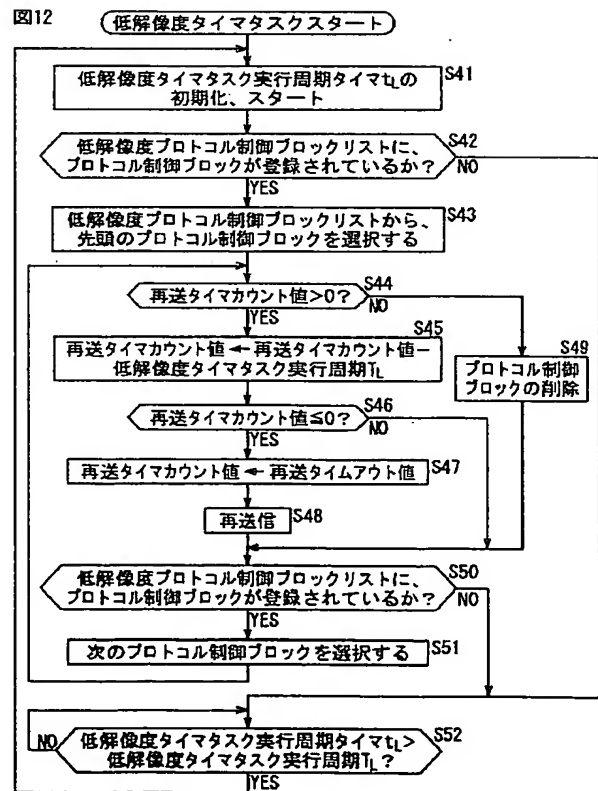 図12
低解像度タイマタスクスタート
低解像度タイマタスク実行周期タイマtLの
初期化、スタート
S41
低解像度プロトコル制御ブロックリストに、
プロトコル制御ブロックが登録されているか?
S42
NO
YES
低解像度プロトコル制御ブロックリストから、
先頭のプロトコル制御ブロックを選択する
S43
再送タイマカウント値>0?
S44
NO
YES
再送タイマカウント値←再送タイマカウント値−
低解像度タイマタスク実行周期TL
S45
プロトコル制御
ブロックの削除
S49
再送タイマカウント値≦0?
S46
NO
YES
再送タイマカウント値←再送タイムアウト値
S47
再送信
S48
低解像度プロトコル制御ブロックリストに、
プロトコル制御ブロックが登録されているか?
S50
NO
YES
次のプロトコル制御ブロックを選択する
S51
低解像度タイマタスク実行周期タイマtL>
低解像度タイマタスク実行周期TL?
S52
NO
YES